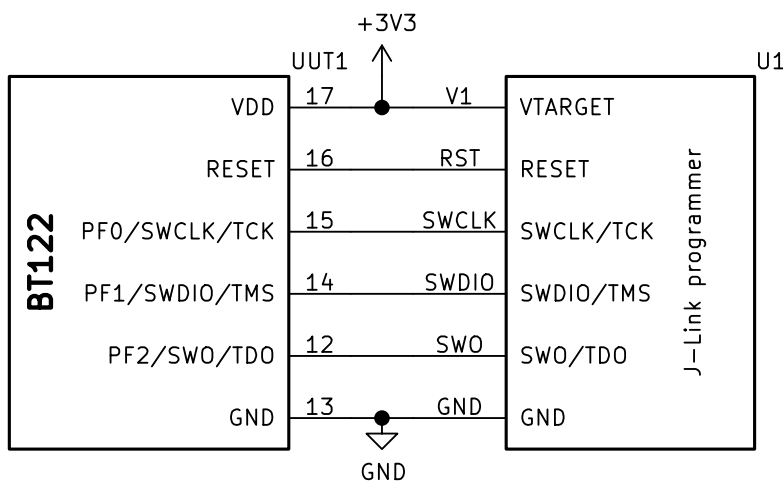 +3V3
UUT1
U1
VDD 17 V1 VTARGET
RESET 16 RST RESET
PF0/SWCLK/TCK 15 SWCLK SWCLK/TCK
PF1/SWDIO/TMS 14 SWDIO SWDIO/TMS
PF2/SWO/TDO 12 SWO SWO/TDO
GND 13 GND GND
GND
BT122
J-Link programmer